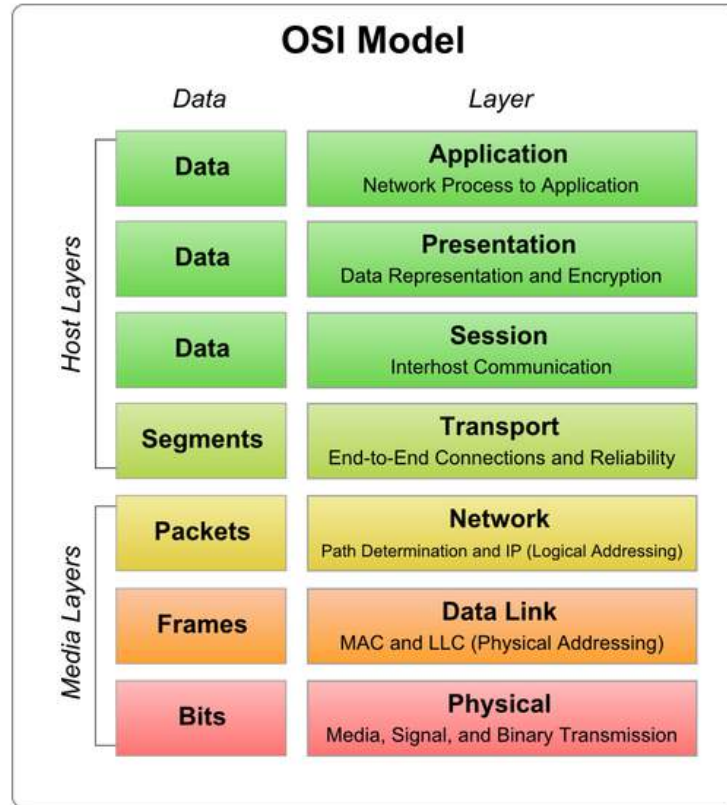 OSI Model
Data Layer
Host Layers
Data
Application
Network Process to Application
Data
Presentation
Data Representation and Encryption
Data
Session
Interhost Communication
Segments
Transport
End-to-End Connections and Reliability
Media Layers
Packets
Network
Path Determination and IP (Logical Addressing)
Frames
Data Link
MAC and LLC (Physical Addressing)
Bits
Physical
Media, Signal, and Binary Transmission